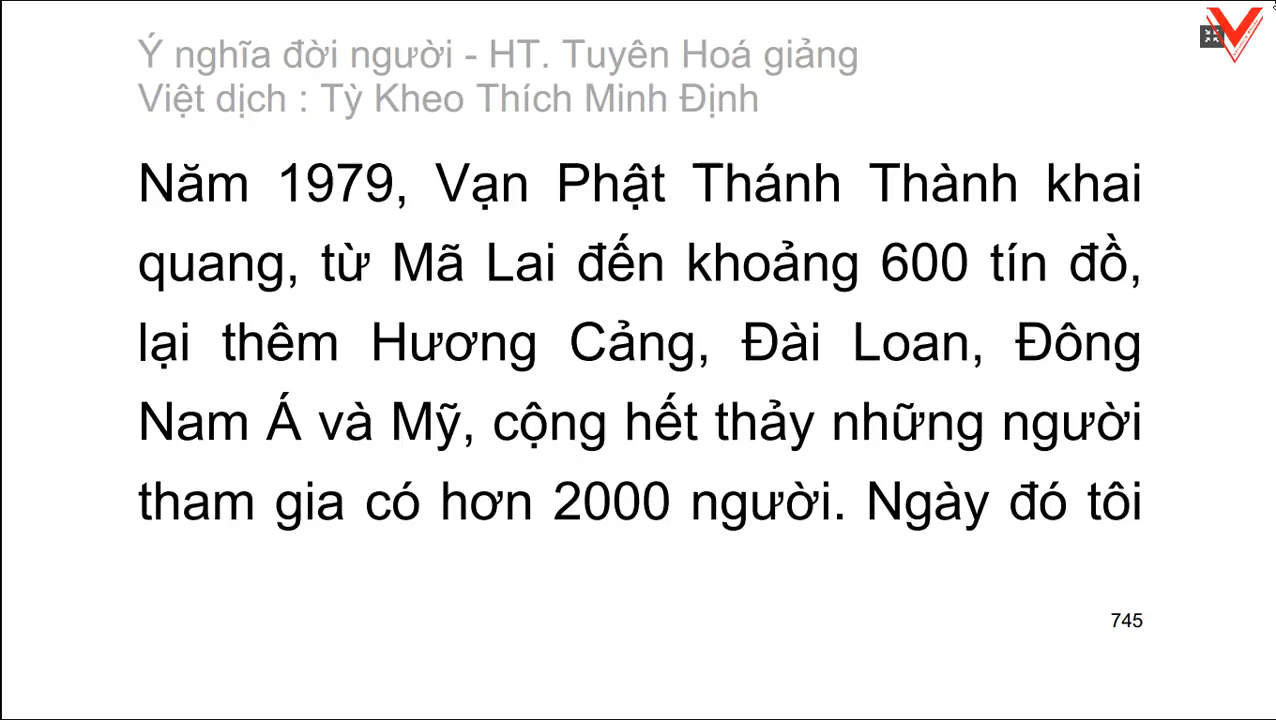 Ý nghĩa đời người - HT. Tuyên Hoá giảng
Việt dịch : Tỳ Kheo Thích Minh Định
Năm 1979, Vạn Phật Thánh Thành khai
quang, từ Mã Lai đến khoảng 600 tín đồ,
lại thêm Hương Cảng, Đài Loan, Đông
Nam Á và Mỹ, cộng hết thảy những người
tham gia có hơn 2000 người. Ngày đó tôi
745